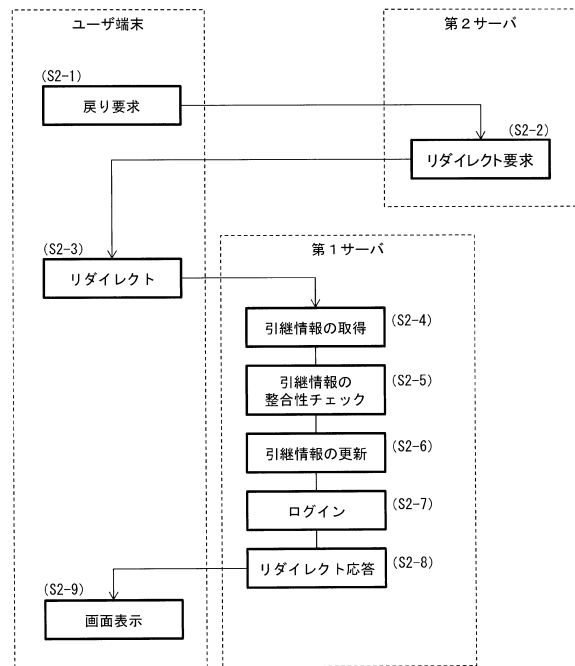 ユーザ端末
第２サーバ
(S2-1)
戻り要求
(S2-2)
リダイレクト要求
(S2-3)
リダイレクト
第１サーバ
引継情報の取得
(S2-4)
引継情報の
整合性チェック
(S2-5)
引継情報の更新
(S2-6)
ログイン
(S2-7)
リダイレクト応答
(S2-8)
(S2-9)
画面表示